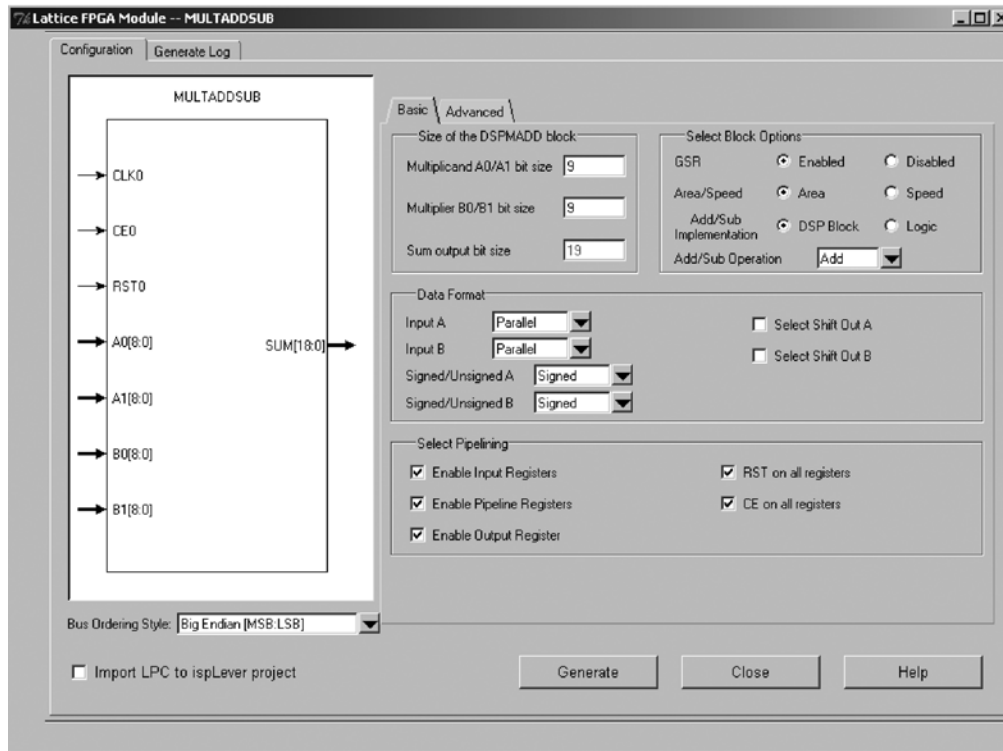 Lattice FPGA Module -- MULTADDSUB
Configuration
Generate Log
MULTADDSUB
CLK0
CE0
RST0
A0[8:0]
SUM[18:0]
A1[8:0]
B0[8:0]
B1[8:0]
Bus Ordering Style: Big Endian [MSB:LSB]
Basic
Advanced
Size of the DSPMADD block
Multiplicand A0/A1 bit size 9
Multiplier B0/B1 bit size 9
Sum output bit size 19
Select Block Options
GSR Enabled Disabled
Area/Speed Area Speed
Add/Sub
Implementation DSP Block Logic
Add/Sub Operation Add
Data Format
Input A Parallel
Input B Parallel
Signed/Unsigned A Signed
Signed/Unsigned B Signed
Select Shift Out A
Select Shift Out B
Select Pipelining
Enable Input Registers
Enable Pipeline Registers
Enable Output Register
RST on all registers
CE on all registers
Import LPC to ispLever project
Generate
Close
Help